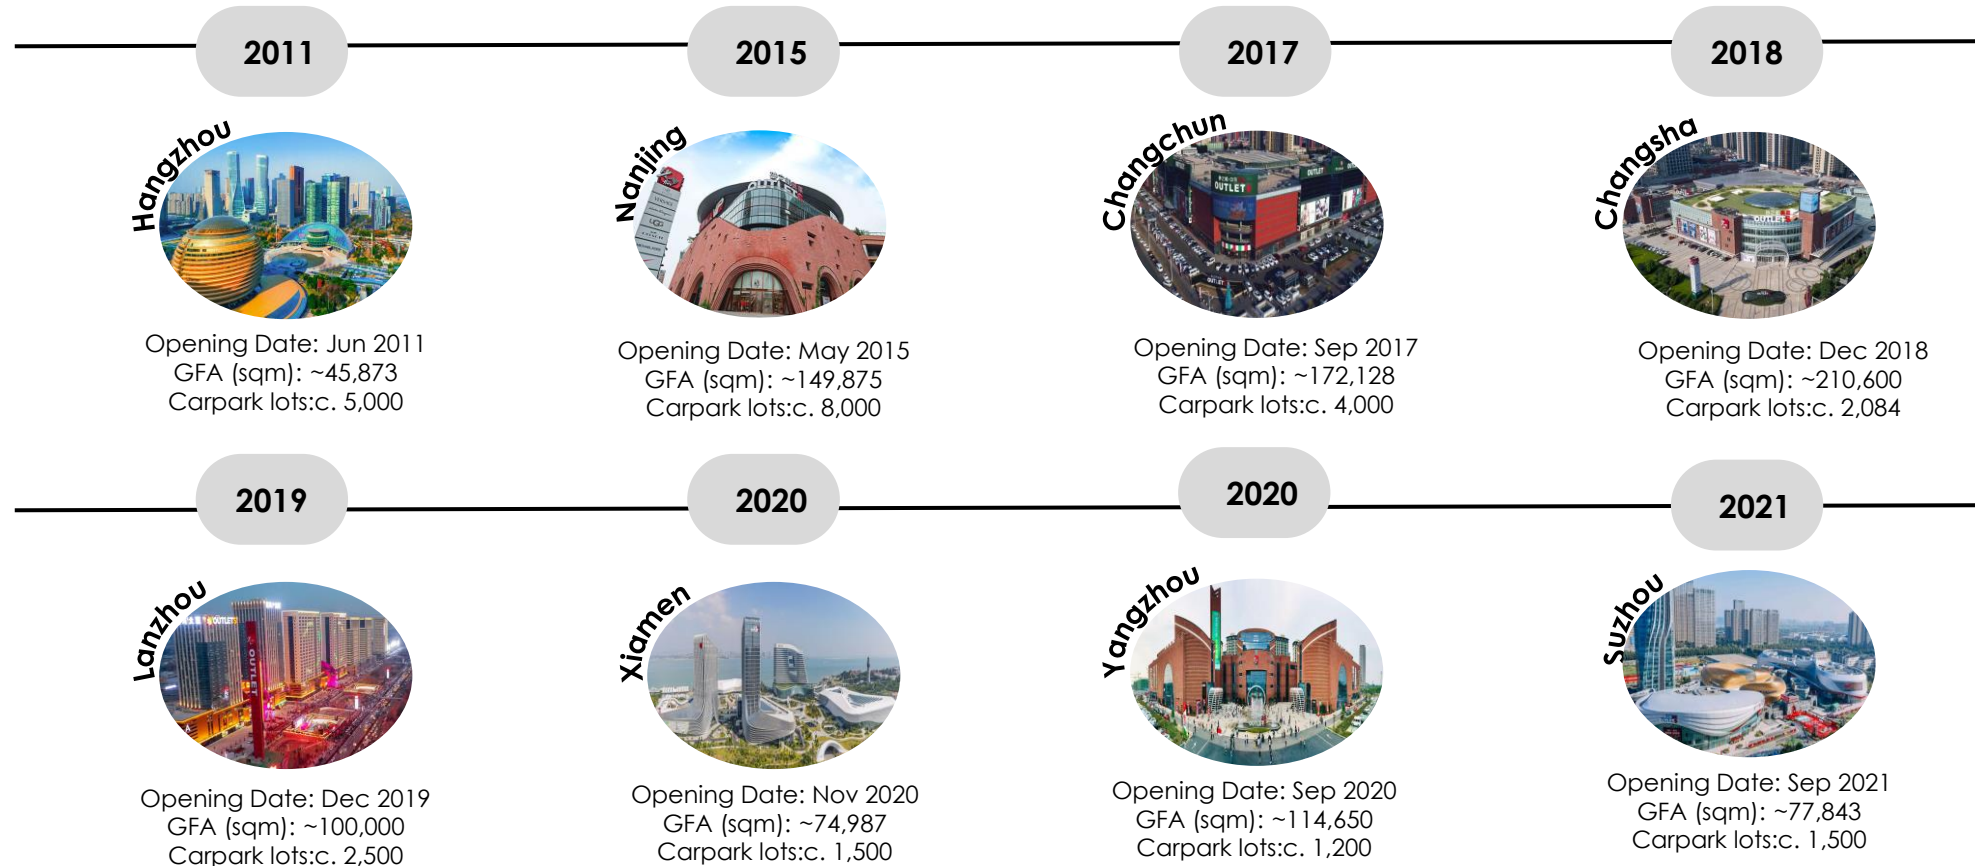 2011
2015
2017
2018
Hangzhou
Nanjing
Changchun
Changsha
OUTLET
OUTLET
OUTLET
Opening Date: Jun 2011
GFA (sqm): ~45,873
Carpark lots:c. 5,000
Opening Date: May 2015
GFA (sqm): ~149,875
Carpark lots:c. 8,000
Opening Date: Sep 2017
GFA (sqm): ~172,128
Carpark lots:c. 4,000
Opening Date: Dec 2018
GFA (sqm): ~210,600
Carpark lots:c. 2,084
2019
2020
2020
2021
Lanzhou
Xiamen
Yangzhou
Suzhou
OUTLET
OUTLET
Opening Date: Dec 2019
GFA (sqm): ~100,000
Carpark lots:c. 2,500
Opening Date: Nov 2020
GFA (sqm): ~74,987
Carpark lots:c. 1,500
Opening Date: Sep 2020
GFA (sqm): ~114,650
Carpark lots:c. 1,200
Opening Date: Sep 2021
GFA (sqm): ~77,843
Carpark lots:c. 1,500